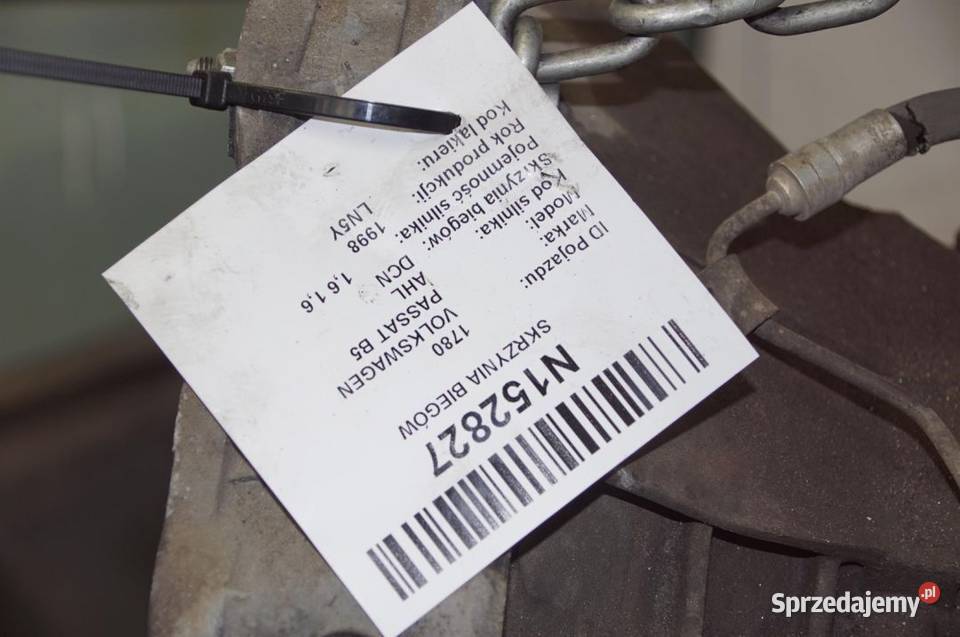 N152827
SKRZYNIA BIEGÓW
ID Pojazdu: 1780
Marka: VOLKSWAGEN
Model: PASSAT B5
Kod silnika: AHL
Skrzynia biegów: DCN
Pojemność silnika: 1,6 1,6
Rok produkcji: 1998
Kod lakieru: LN5Y
Sprzedajemy.pl